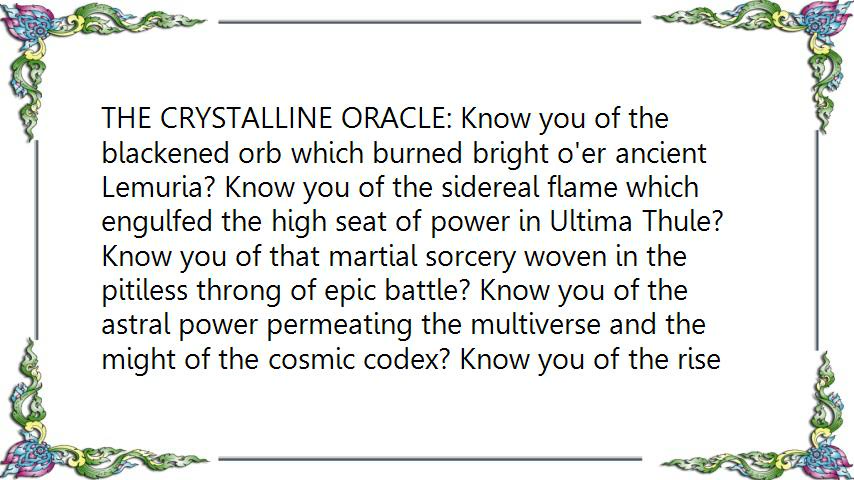 THE CRYSTALLINE ORACLE: Know you of the
blackened orb which burned bright o'er ancient
Lemuria? Know you of the sidereal flame which
engulfed the high seat of power in Ultima Thule?
Know you of that martial sorcery woven in the
pitiless throng of epic battle? Know you of the
astral power permeating the multiverse and the
might of the cosmic codex? Know you of the rise